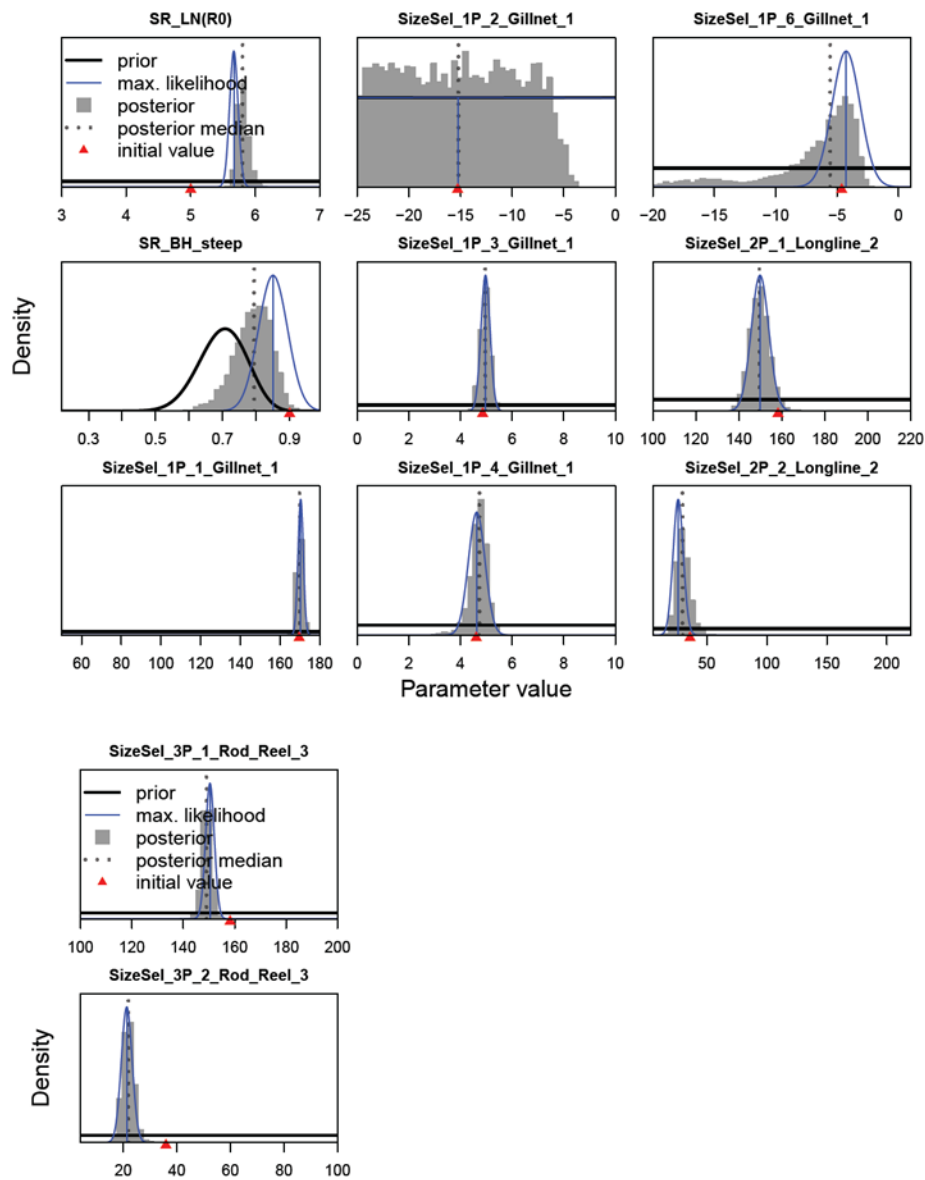 SR_LN(R0)
prior
max. likelihood
posterior
posterior median
initial value
3 4 5 6 7
SizeSel_1P_2_Gillnet_1
−25 −20 −15 −10 −5 0
SizeSel_1P_6_Gillnet_1
−20 −15 −10 −5 0
SR_BH_steep
0.3 0.5 0.7 0.9
SizeSel_1P_3_Gillnet_1
0 2 4 6 8 10
SizeSel_2P_1_Longline_2
100 120 140 160 180 200 220
Density
SizeSel_1P_1_Gillnet_1
60 80 100 120 140 160 180
SizeSel_1P_4_Gillnet_1
0 2 4 6 8 10
SizeSel_2P_2_Longline_2
50 100 150 200
Parameter value
SizeSel_3P_1_Rod_Reel_3
prior
max. likelihood
posterior
posterior median
initial value
100 120 140 160 180 200
SizeSel_3P_2_Rod_Reel_3
20 40 60 80 100
Density